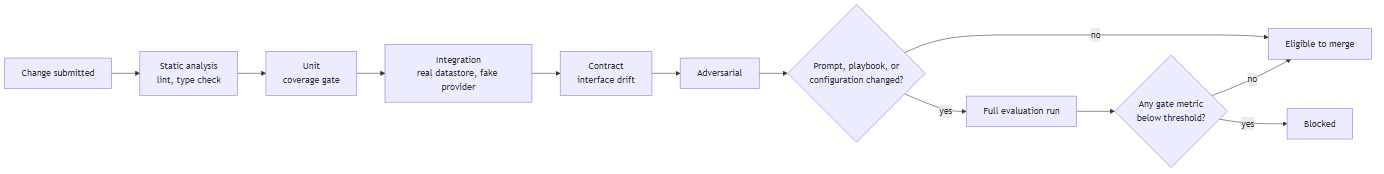 Change submitted
Static analysis
lint, type check
Unit
coverage gate
Integration
real datastore, fake
provider
Contract
interface drift
Adversarial
Prompt, playbook, or
configuration changed?
no
yes
Full evaluation run
Any gate metric
below threshold?
no
yes
Eligible to merge
Blocked